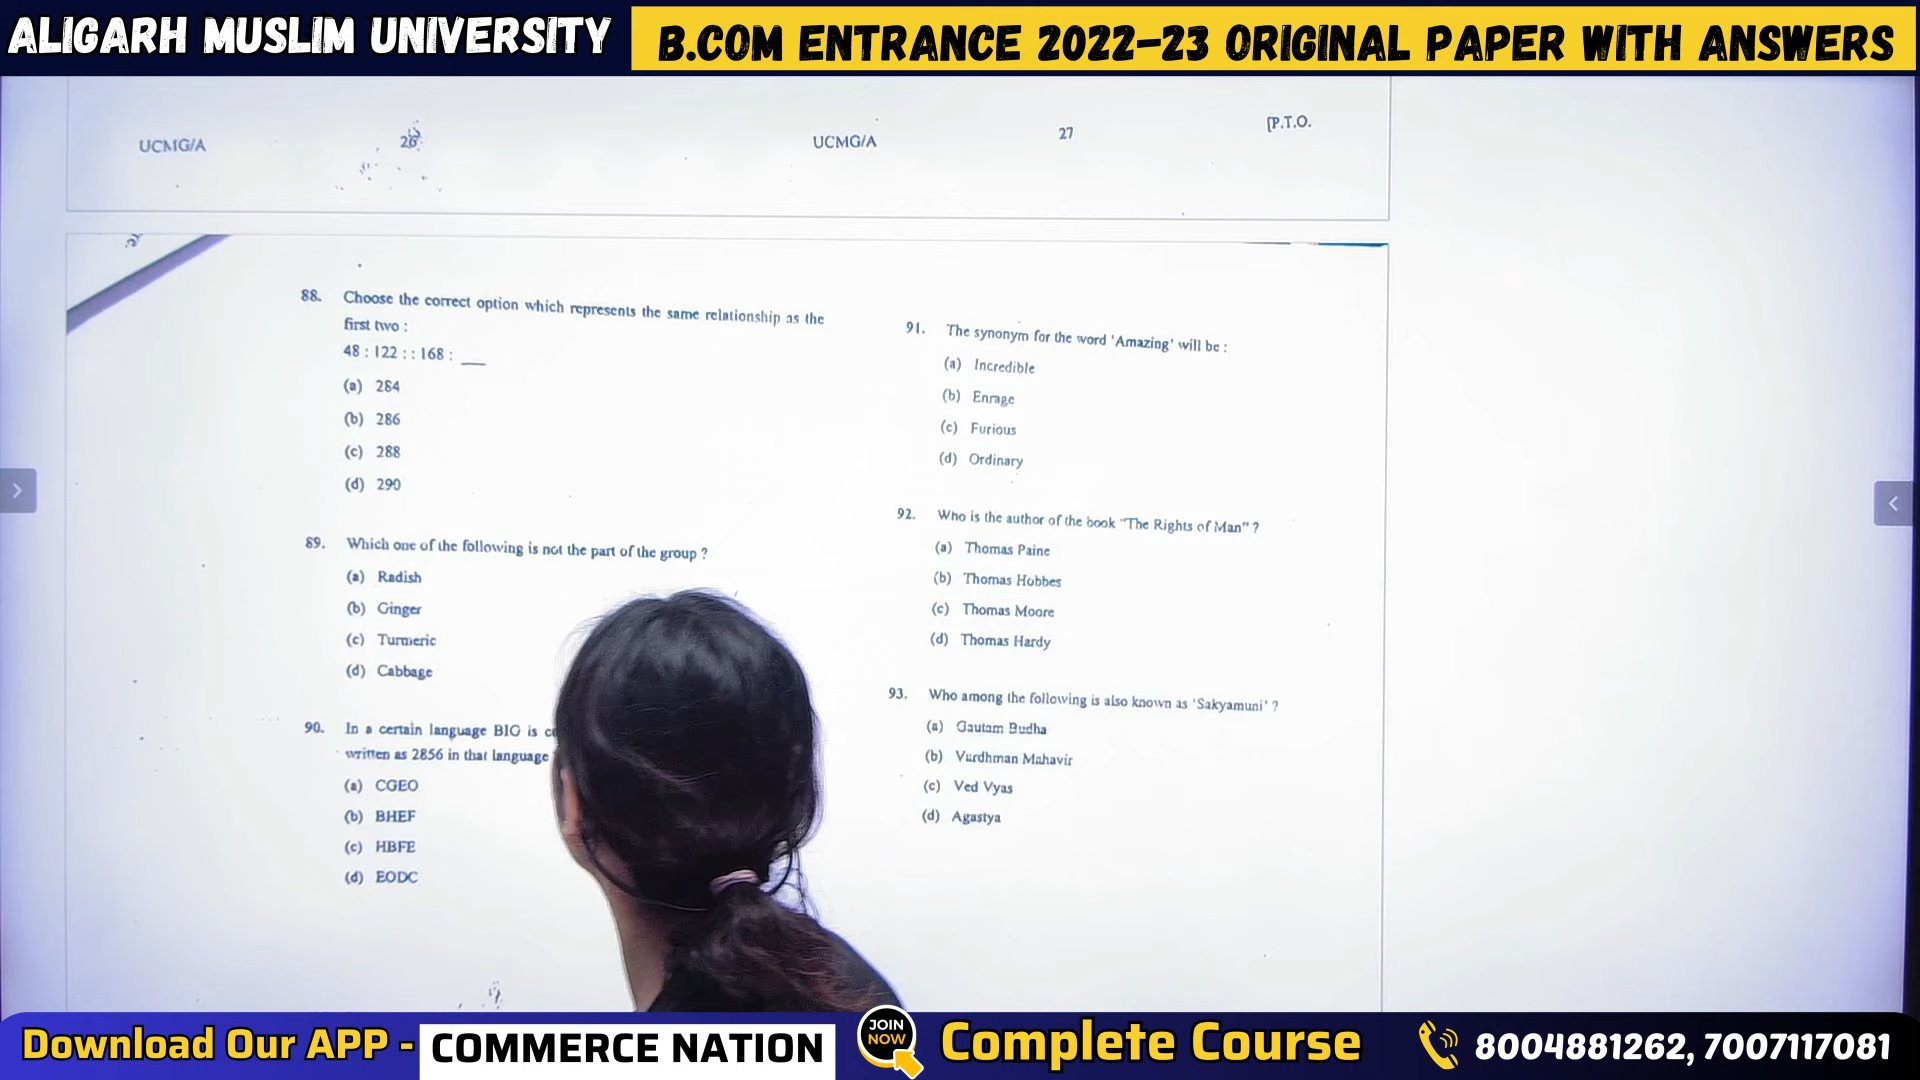 ALIGARH MUSLIM UNIVERSITY
B.COM ENTRANCE 2022-23 ORIGINAL PAPER WITH ANSWERS
UCMG/A
26
UCMG/A
27
[P.T.O.
88. Choose the correct option which represents the same relationship as the
first two :
48 : 122 : : 168 : ___
(a) 284
(b) 286
(c) 288
(d) 290
89. Which one of the following is not the part of the group ?
(a) Radish
(b) Ginger
(c) Turmeric
(d) Cabbage
90. In a certain language BIG is
written as 2856 in that language
(a) CGEO
(b) BHEF
(c) HBFE
(d) EODC
91. The synonym for the word 'Amazing' will be :
(a) Incredible
(b) Enrage
(c) Furious
(d) Ordinary
92. Who is the author of the book "The Rights of Man" ?
(a) Thomas Paine
(b) Thomas Hobbes
(c) Thomas Moore
(d) Thomas Hardy
93. Who among the following is also known as 'Sakyamuni' ?
(a) Gautam Budha
(b) Vurdhman Mahavir
(c) Ved Vyas
(d) Agastya
Download Our APP -
COMMERCE NATION
JOIN
NOW
Complete Course
8004881262, 7007117081